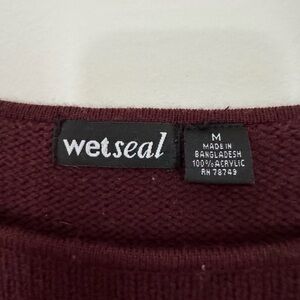 wetseal
M
MADE IN
BANGLADESH
100% ACRYLIC
RN 78749